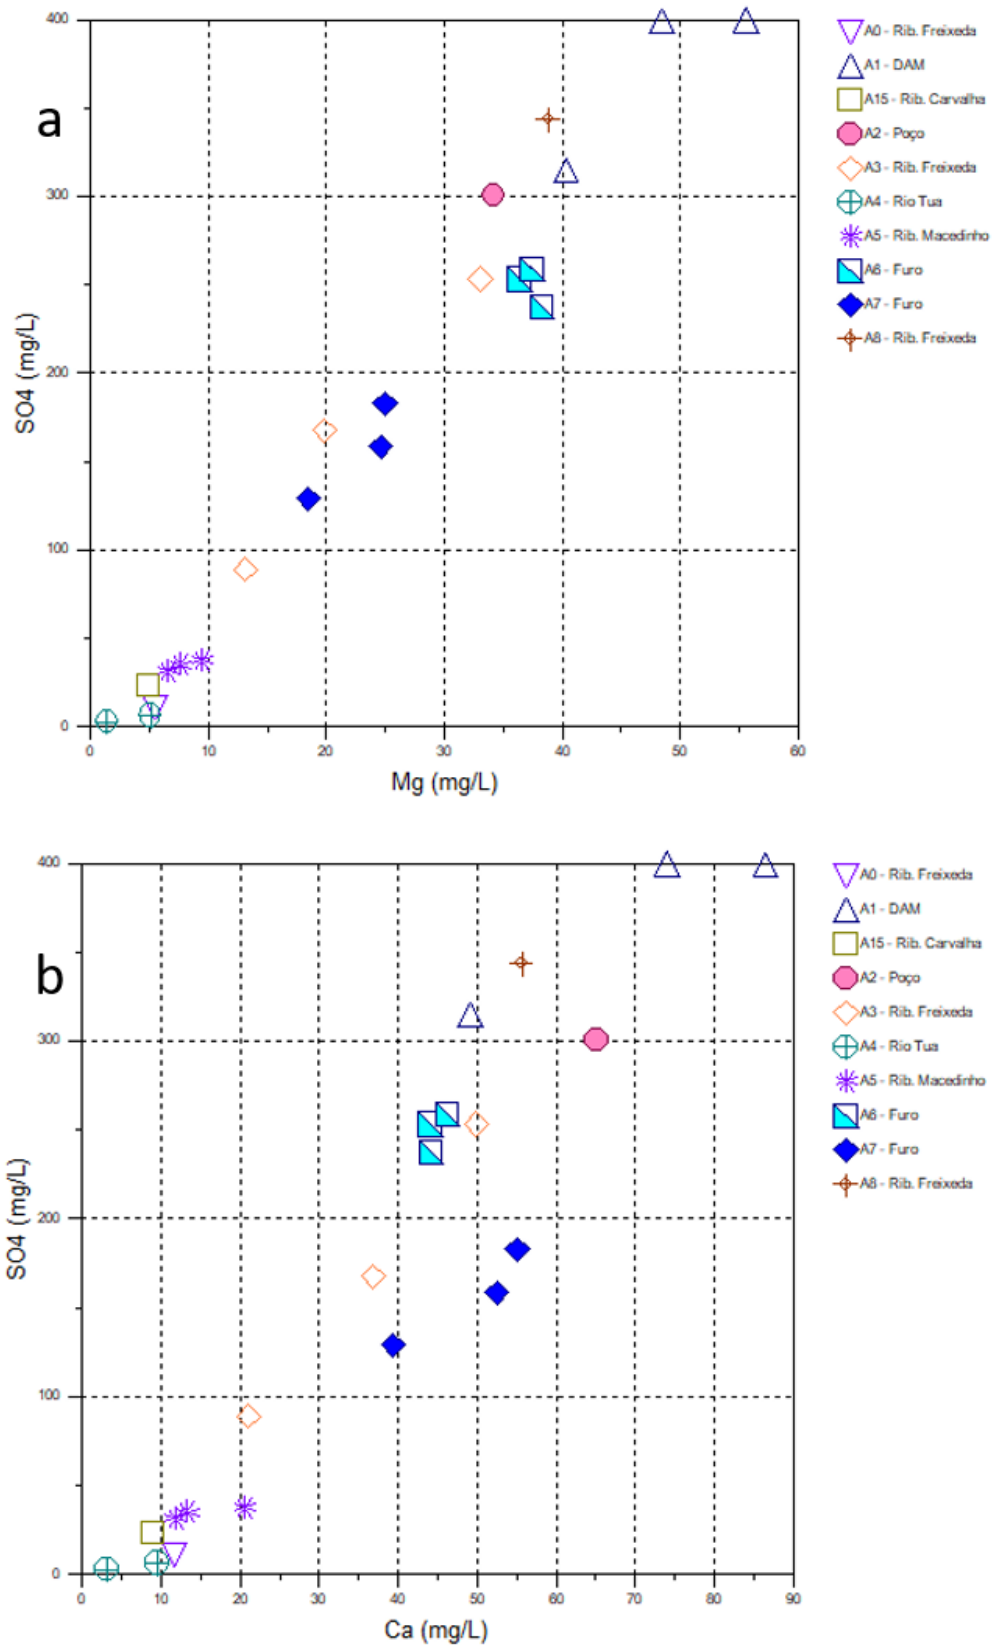 400
a
300
200
100
0
SO4 (mg/L)
0 10 20 30 40 50 60
Mg (mg/L)
A0 - Rib. Freixeda
A1 - DAM
A15 - Rib. Carvalha
A2 - Poço
A3 - Rib. Freixeda
A4 - Rio Tua
A5 - Rib. Macedinho
A6 - Furo
A7 - Furo
A8 - Rib. Freixeda
400
b
300
200
100
0
SO4 (mg/L)
0 10 20 30 40 50 60 70 80 90
Ca (mg/L)
A0 - Rib. Freixeda
A1 - DAM
A15 - Rib. Carvalha
A2 - Poço
A3 - Rib. Freixeda
A4 - Rio Tua
A5 - Rib. Macedinho
A6 - Furo
A7 - Furo
A8 - Rib. Freixeda